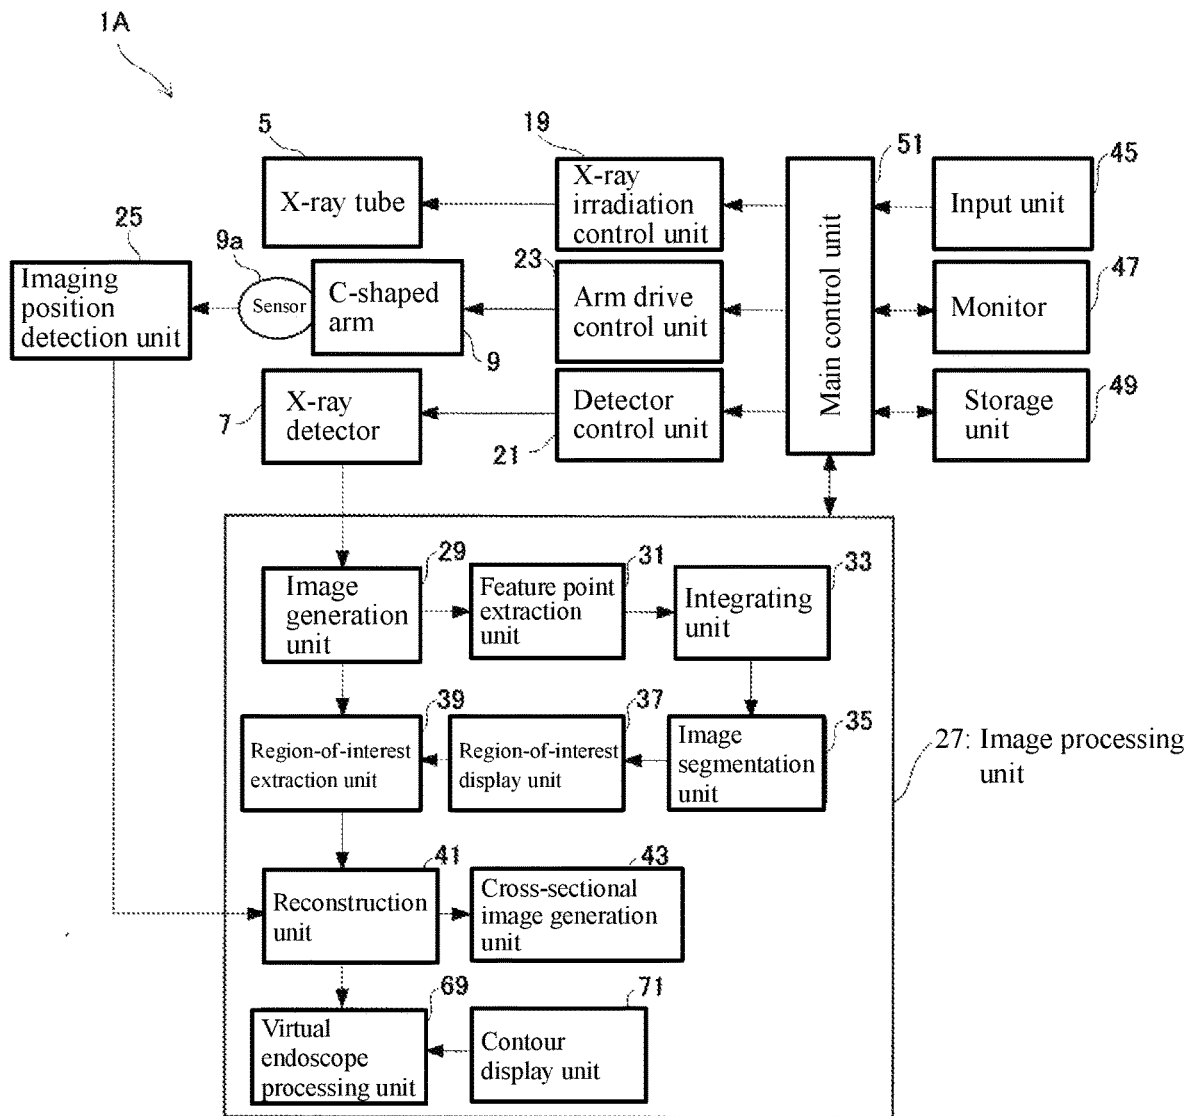 1A
5
X-ray tube
19
X-ray
irradiation
control unit
51
Main control unit
45
Input unit
25
Imaging
position
detection unit
9a
Sensor
C-shaped
arm
9
23
Arm drive
control unit
47
Monitor
7
X-ray
detector
21
Detector
control unit
49
Storage
unit
29
Image
generation
unit
31
Feature point
extraction
unit
33
Integrating
unit
39
Region-of-interest
extraction unit
37
Region-of-interest
display unit
35
Image
segmentation
unit
27: Image processing
unit
41
Reconstruction
unit
43
Cross-sectional
image generation
unit
69
Virtual
endoscope
processing unit
71
Contour
display unit